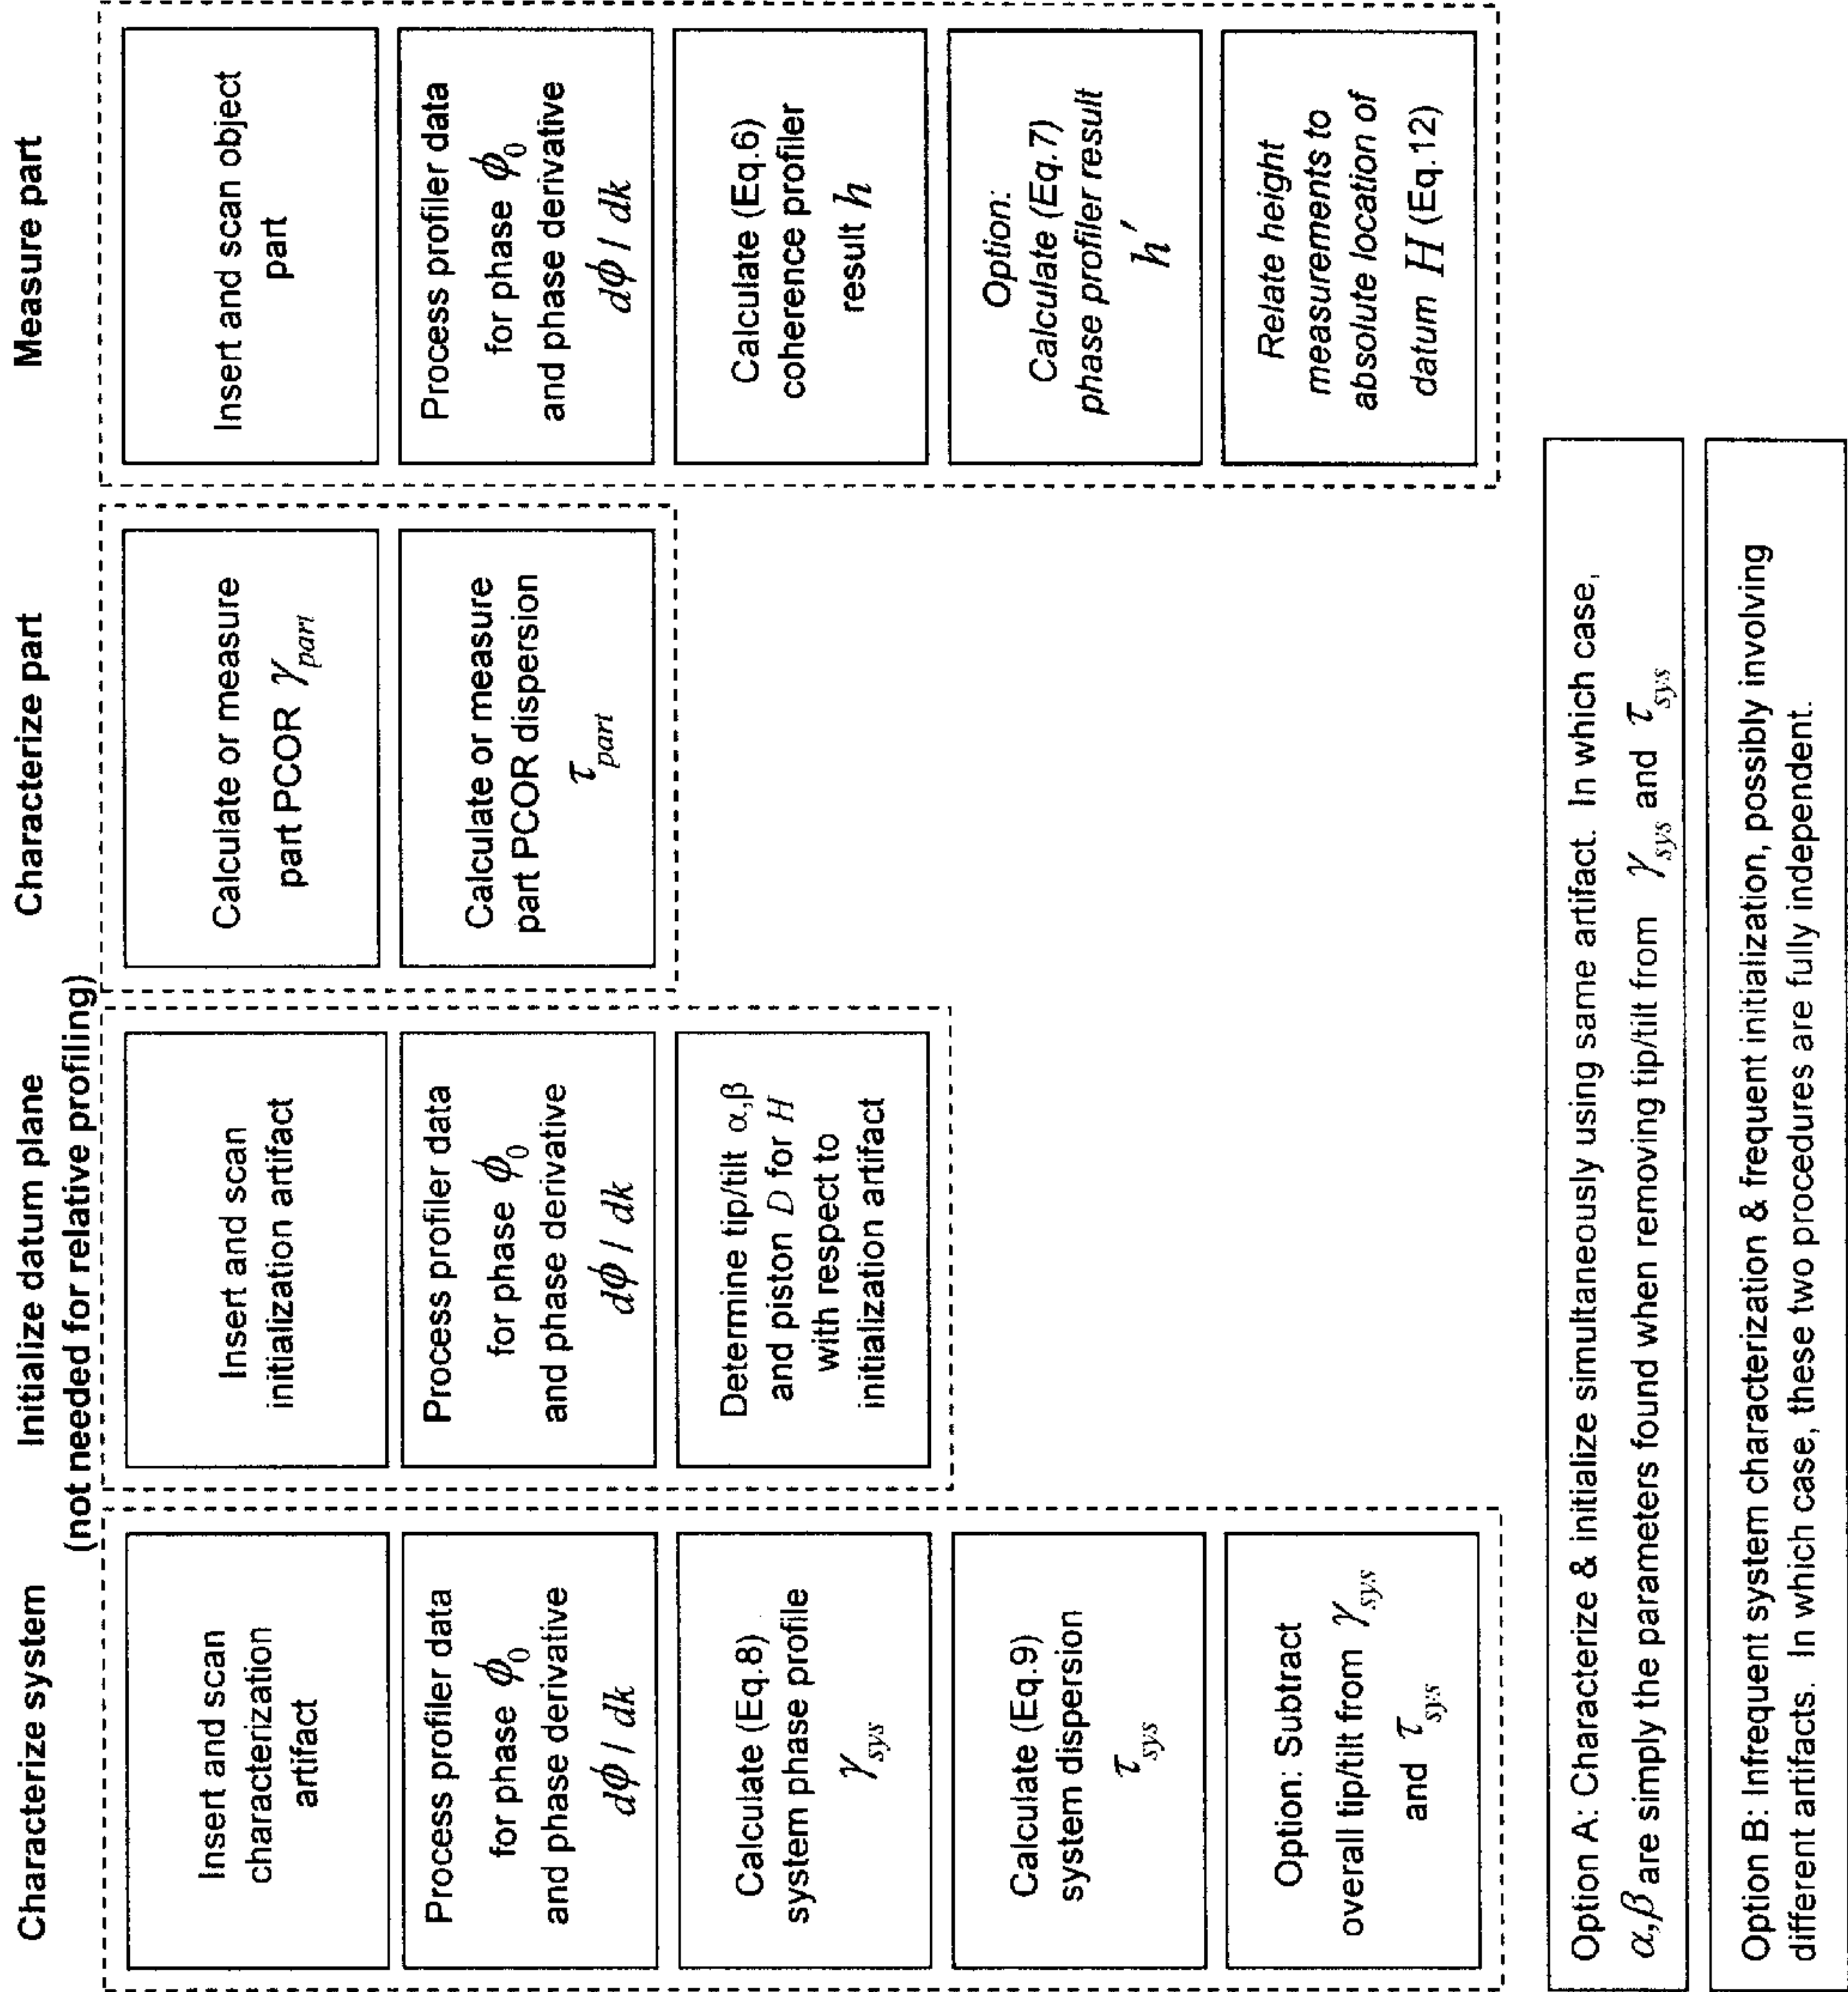 Characterize system
Insert and scan
characterization
artifact
Process profiler data
for phase ϕ₀
and phase derivative
dϕ / dk
Calculate (Eq.8)
system phase profile
γ_sys
Calculate (Eq.9)
system dispersion
τ_sys
Option: Subtract
overall tip/tilt from γ_sys
and τ_sys
Initialize datum plane
(not needed for relative profiling)
Insert and scan
initialization artifact
Process profiler data
for phase ϕ₀
and phase derivative
dϕ / dk
Determine tip/tilt α,β
and piston D for H
with respect to
initialization artifact
Characterize part
Calculate or measure
part PCOR γ_part
Calculate or measure
part PCOR dispersion
τ_part
Measure part
Insert and scan object
part
Process profiler data
for phase ϕ₀
and phase derivative
dϕ / dk
Calculate (Eq.6)
coherence profiler
result h
Option:
Calculate (Eq.7)
phase profiler result
h′
Relate height
measurements to
absolute location of
datum H (Eq.12)
Option A: Characterize & initialize simultaneously using same artifact. In which case,
α,β are simply the parameters found when removing tip/tilt from γ_sys and τ_sys
Option B: Infrequent system characterization & frequent initialization, possibly involving
different artifacts. In which case, these two procedures are fully independent.